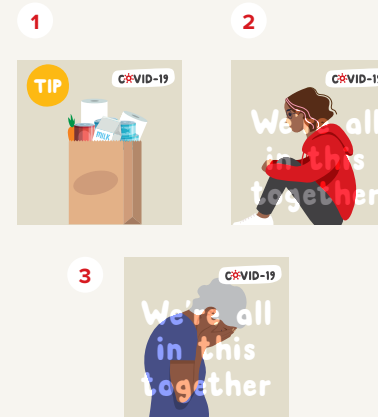 1
2
TIP
COVID-19
MILK
COVID-19
We're all
in this
together
3
COVID-19
We're all
in this
together